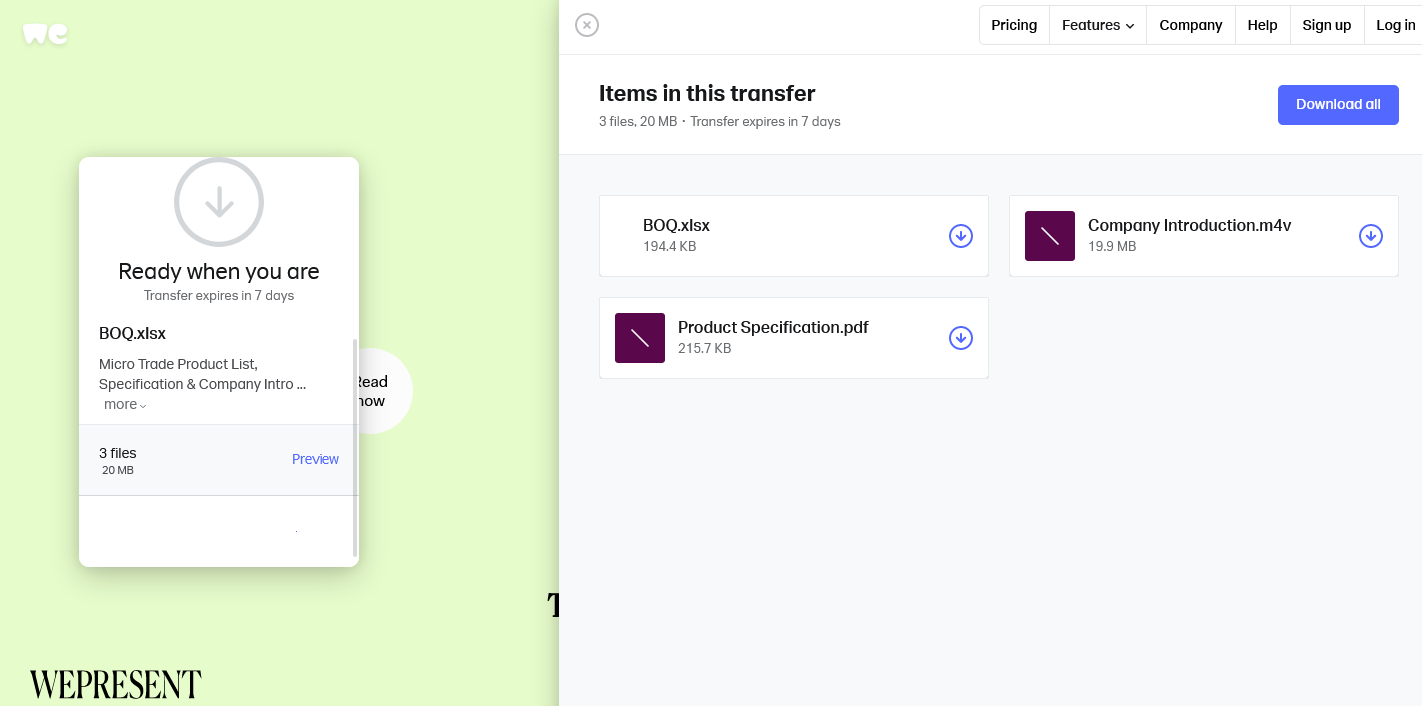 we
Pricing
Features
Company
Help
Sign up
Log in
Items in this transfer
3 files, 20 MB · Transfer expires in 7 days
Download all
BOQ.xlsx
194.4 KB
Company Introduction.m4v
19.9 MB
Product Specification.pdf
215.7 KB
Ready when you are
Transfer expires in 7 days
BOQ.xlsx
Micro Trade Product List,
Specification & Company Intro ...
more
3 files
20 MB
Preview
Read
now
T
WEPRESENT